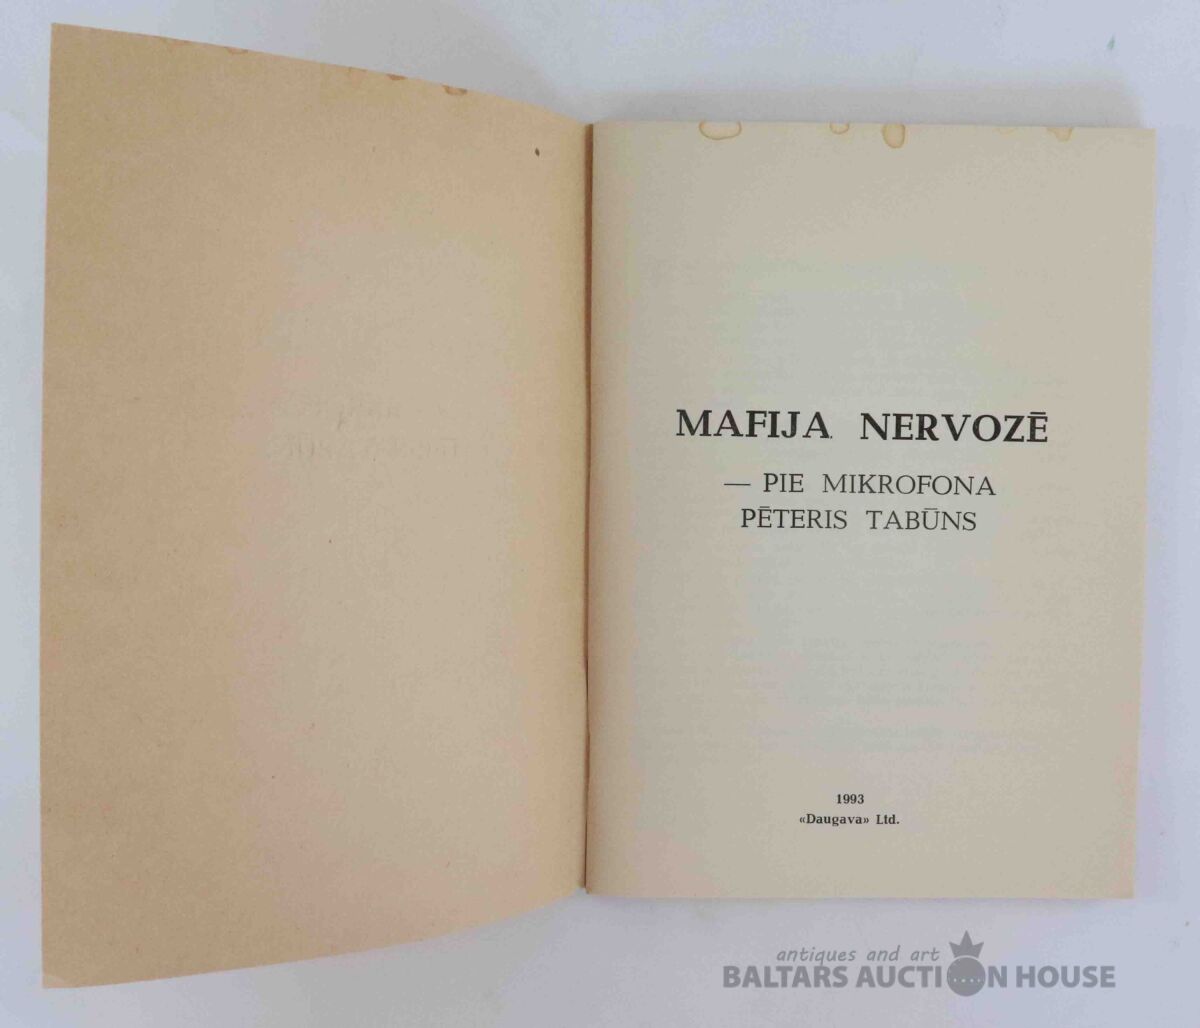 MAFIJA NERVOZĒ
— PIE MIKROFONA
PĒTERIS TABŪNS
1993
«Daugava» Ltd.
antiques and art
BALTARS AUCTION HOUSE